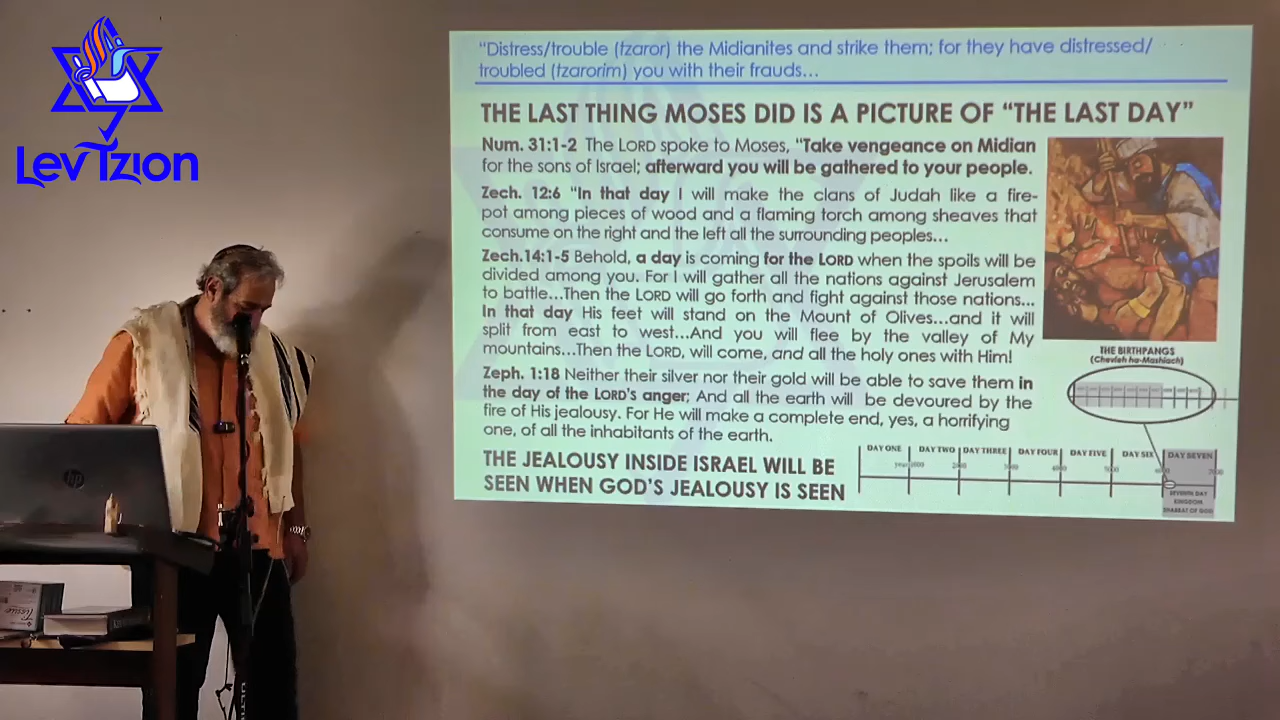 Lev Tzion
"Distress/trouble (tzaror) the Midianites and strike them; for they have distressed/
troubled (tzarorim) you with their frauds…
THE LAST THING MOSES DID IS A PICTURE OF "THE LAST DAY"
Num. 31:1-2 The LORD spoke to Moses, "Take vengeance on Midian
for the sons of Israel; afterward you will be gathered to your people.
Zech. 12:6 "In that day I will make the clans of Judah like a fire-
pot among pieces of wood and a flaming torch among sheaves that
consume on the right and the left all the surrounding peoples…
Zech.14:1-5 Behold, a day is coming for the LORD when the spoils will be
divided among you. For I will gather all the nations against Jerusalem
to battle…Then the LORD will go forth and fight against those nations…
In that day His feet will stand on the Mount of Olives…and it will
split from east to west…And you will flee by the valley of My
mountains…Then the LORD, will come, and all the holy ones with Him!
Zeph. 1:18 Neither their silver nor their gold will be able to save them in
the day of the LORD's anger; And all the earth will be devoured by the
fire of His jealousy. For He will make a complete end, yes, a horrifying
one, of all the inhabitants of the earth.
THE JEALOUSY INSIDE ISRAEL WILL BE
SEEN WHEN GOD'S JEALOUSY IS SEEN
THE BIRTHPANGS
(Chevleh ha-Mashiach)
DAY ONE DAY TWO DAY THREE DAY FOUR DAY FIVE DAY SIX DAY SEVEN
SEVENTH DAY
KINGDOM
SHABBAT OF GOD
hp
Tissue